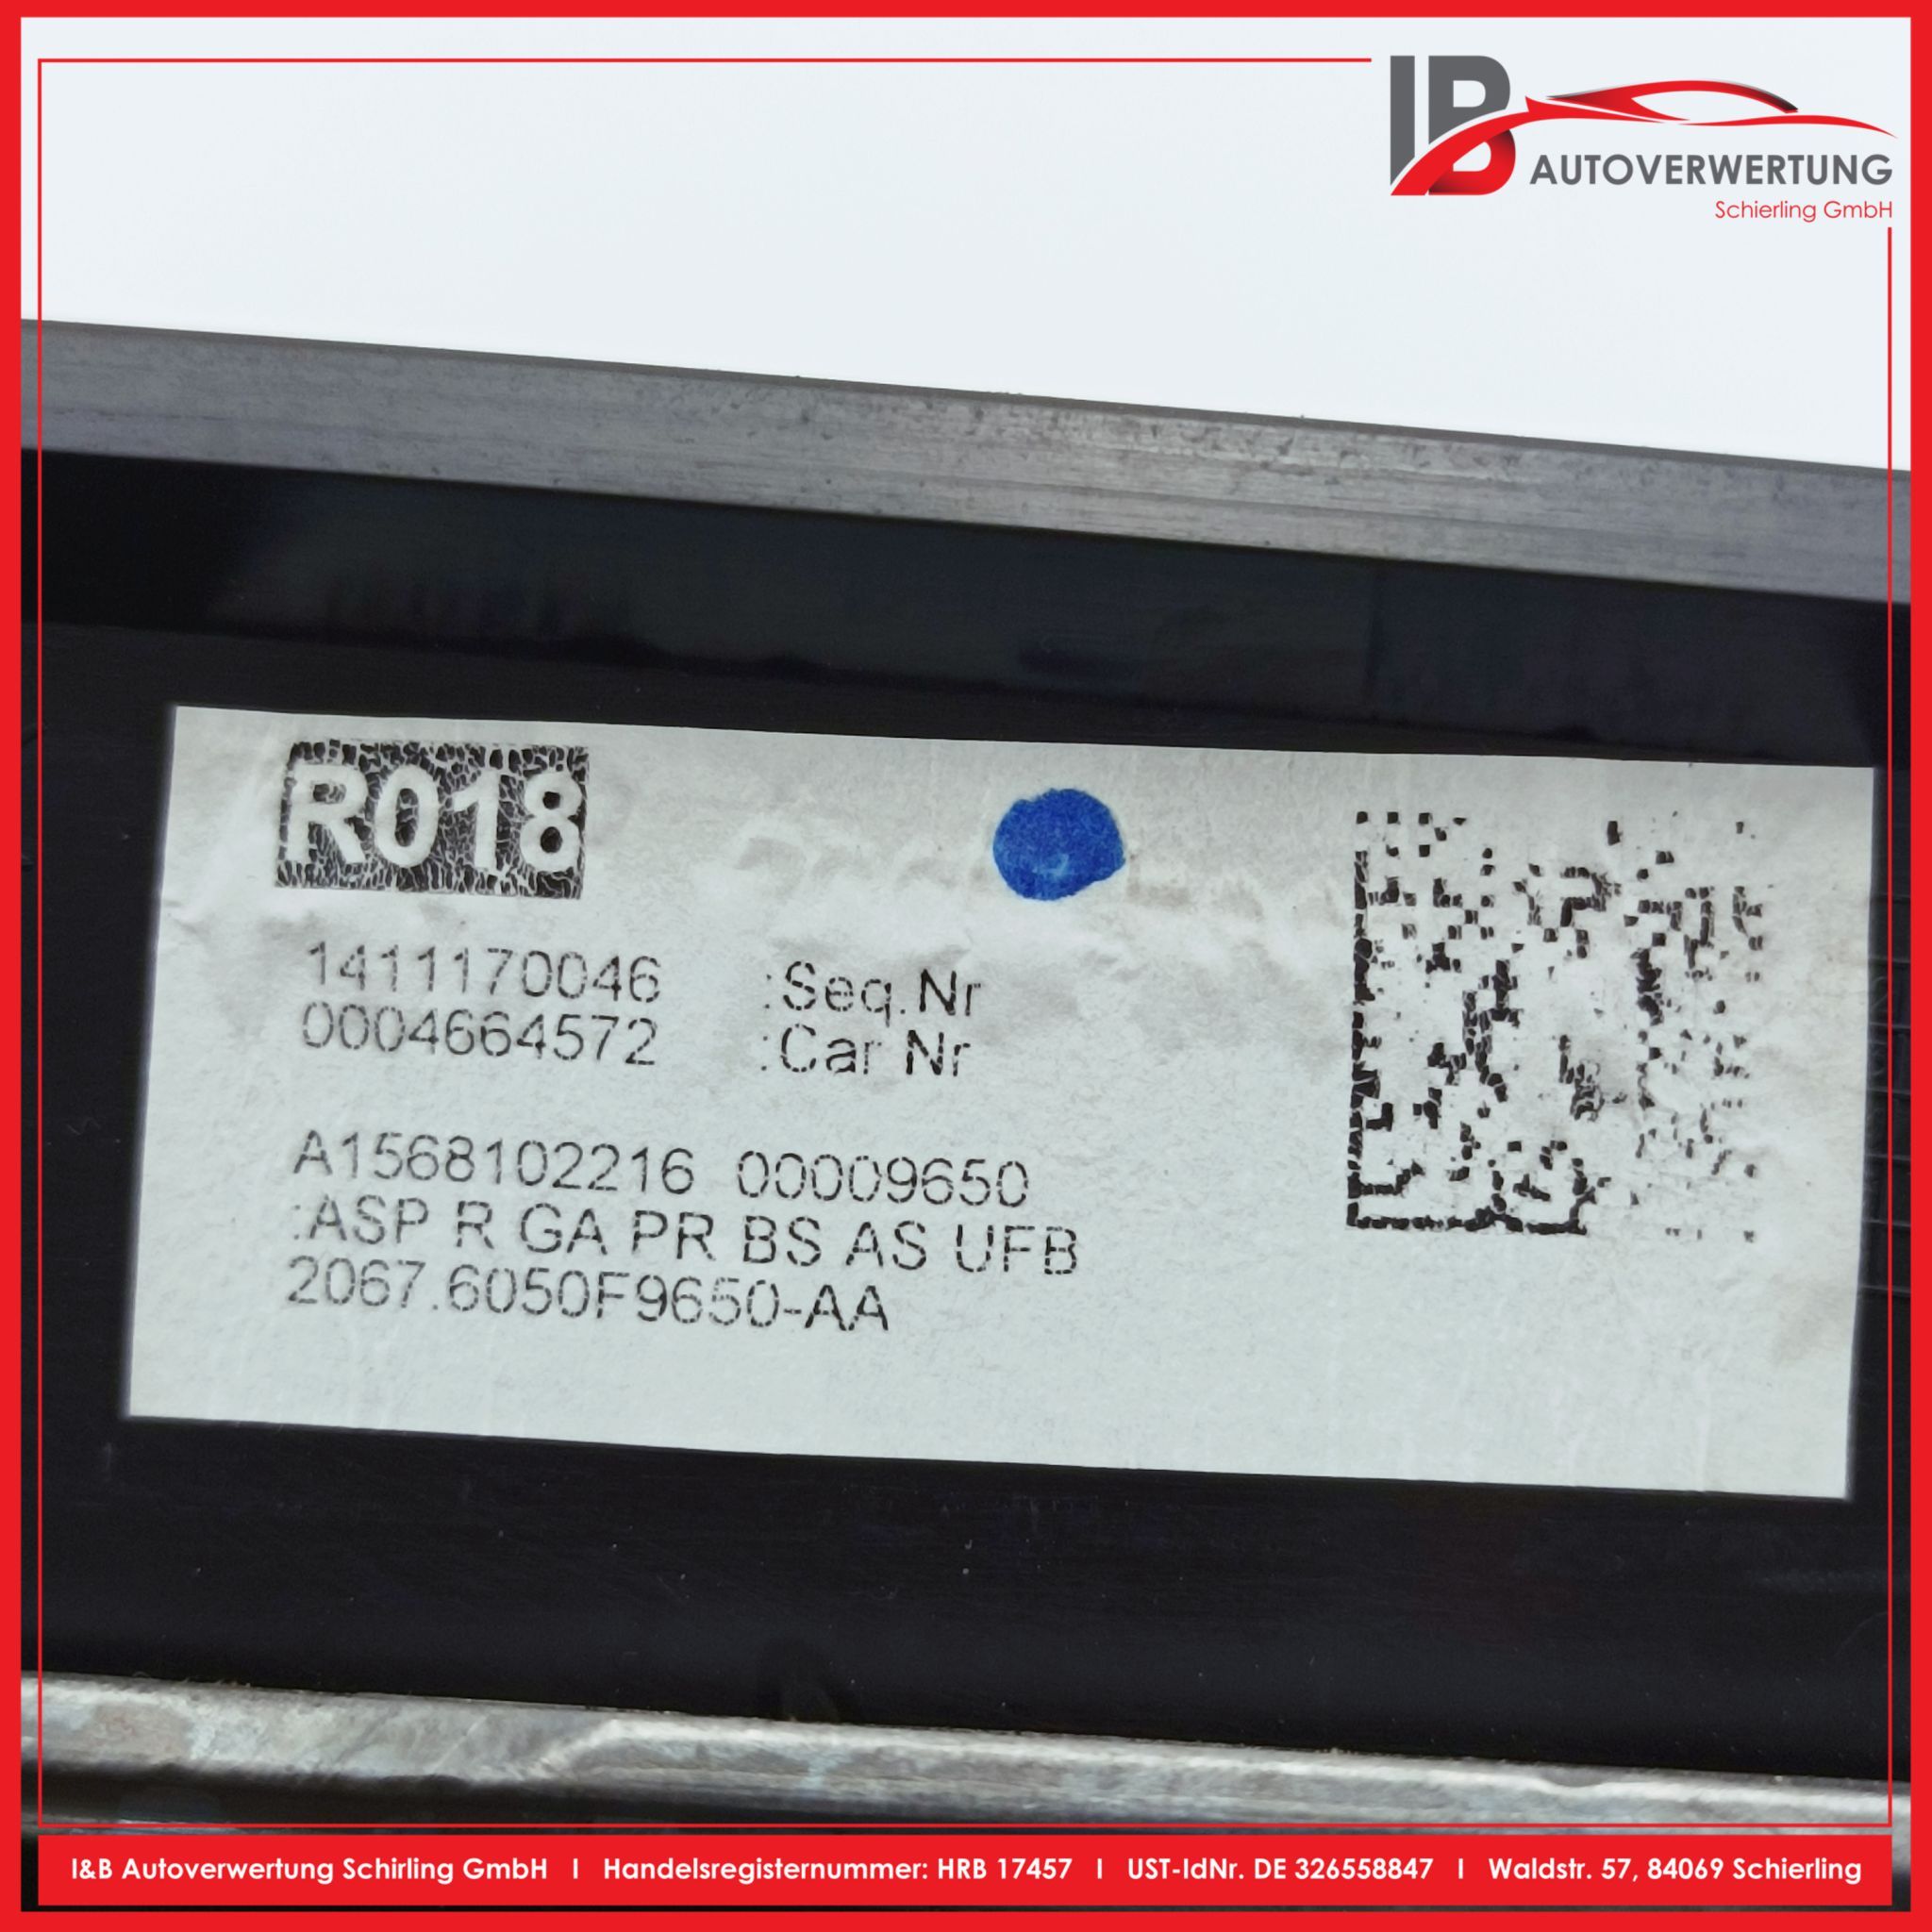 IB AUTOVERWERTUNG
Schierling GmbH
R018
1411170046 :Seq.Nr
0004664572 :Car Nr
A1568102216 00009650
:ASP R GA PR BS AS UFB
2067.6050F9650-AA
I&B Autoverwertung Schirling GmbH I Handelsregisternummer: HRB 17457 I UST-IdNr. DE 326558847 I Waldstr. 57, 84069 Schierling